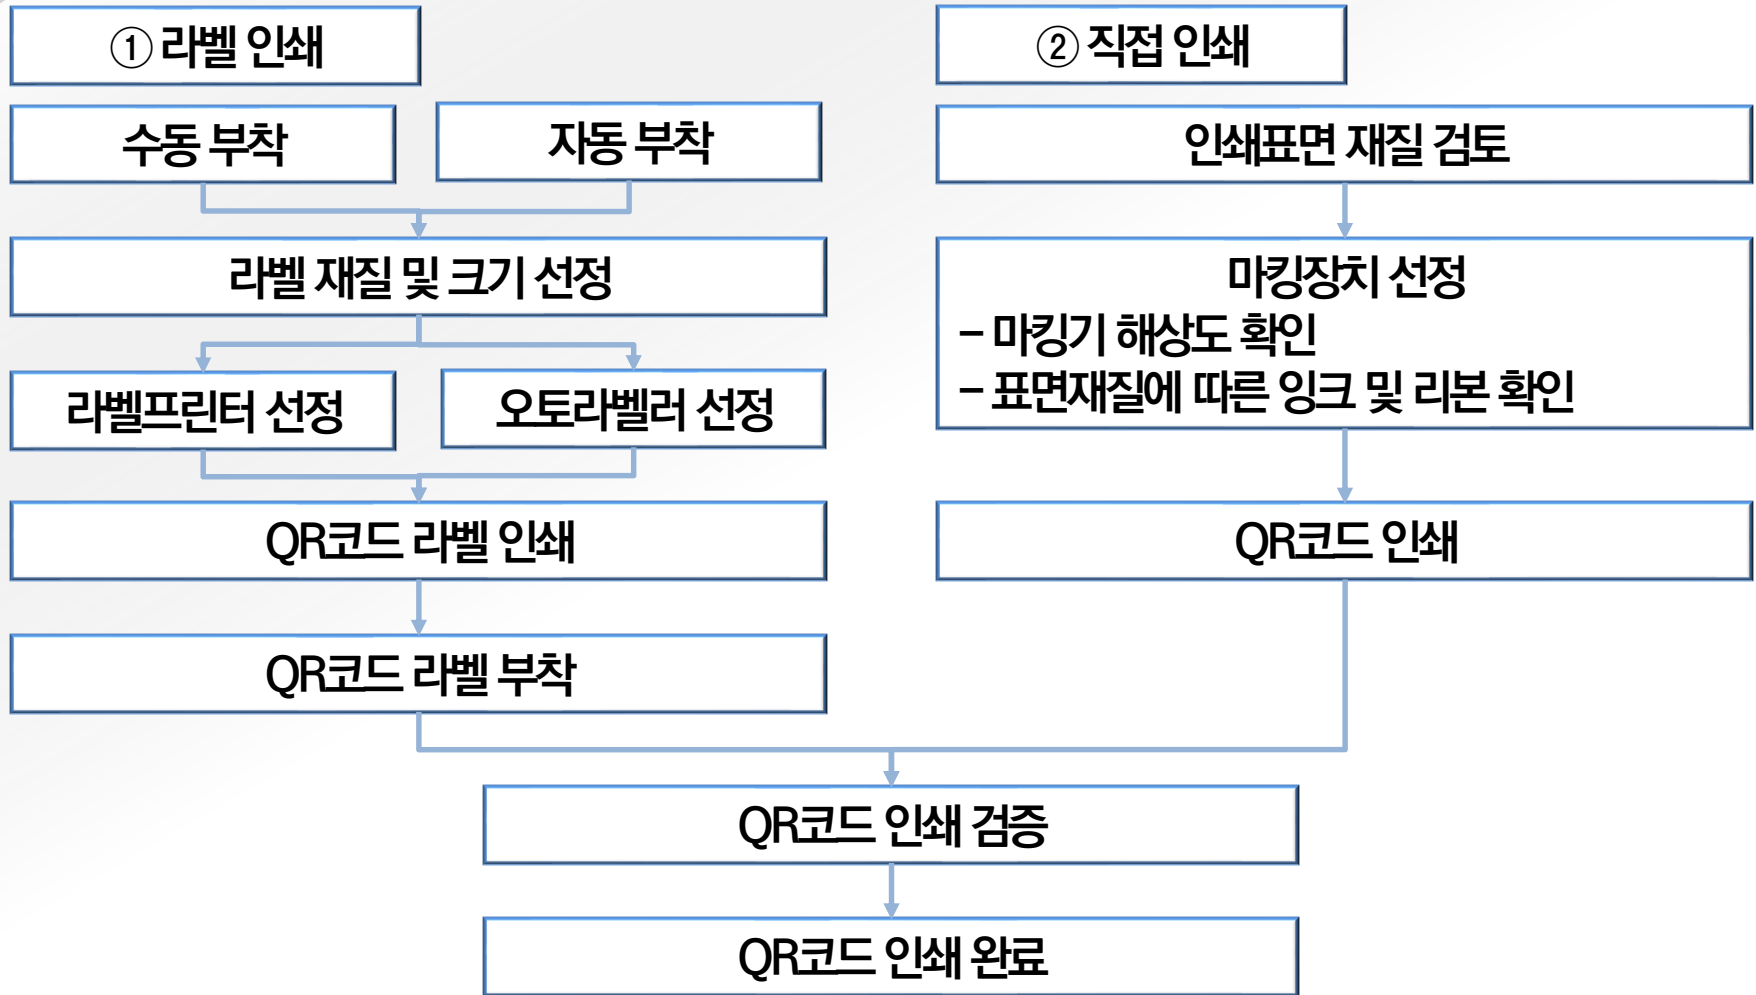 ① 라벨 인쇄
수동 부착
자동 부착
라벨 재질 및 크기 선정
라벨프린터 선정
오토라벨러 선정
QR코드 라벨 인쇄
QR코드 라벨 부착
② 직접 인쇄
인쇄표면 재질 검토
마킹장치 선정
- 마킹기 해상도 확인
- 표면재질에 따른 잉크 및 리본 확인
QR코드 인쇄
QR코드 인쇄 검증
QR코드 인쇄 완료